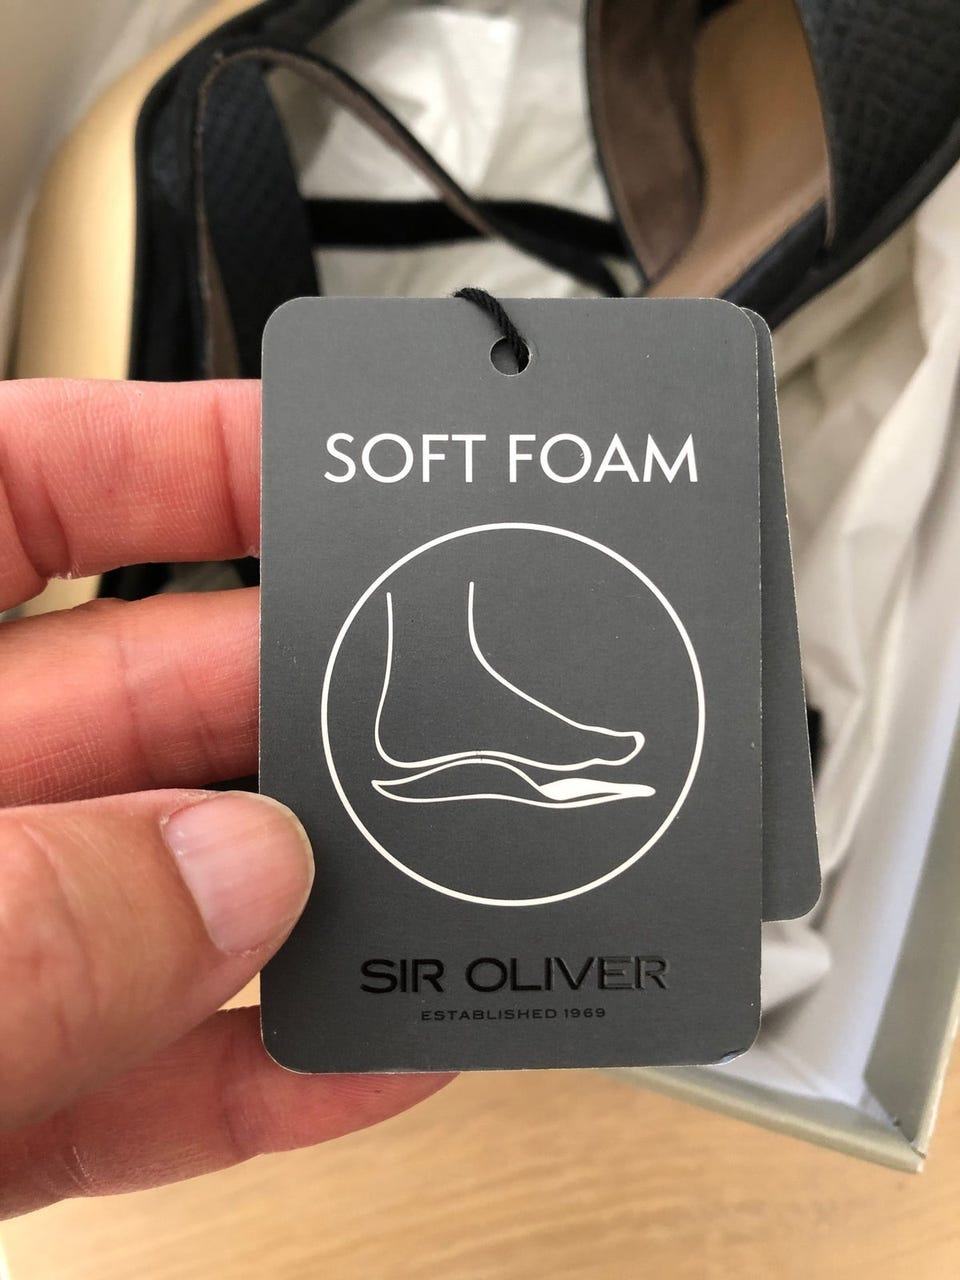 SOFT FOAM
SIR OLIVER
ESTABLISHED 1969